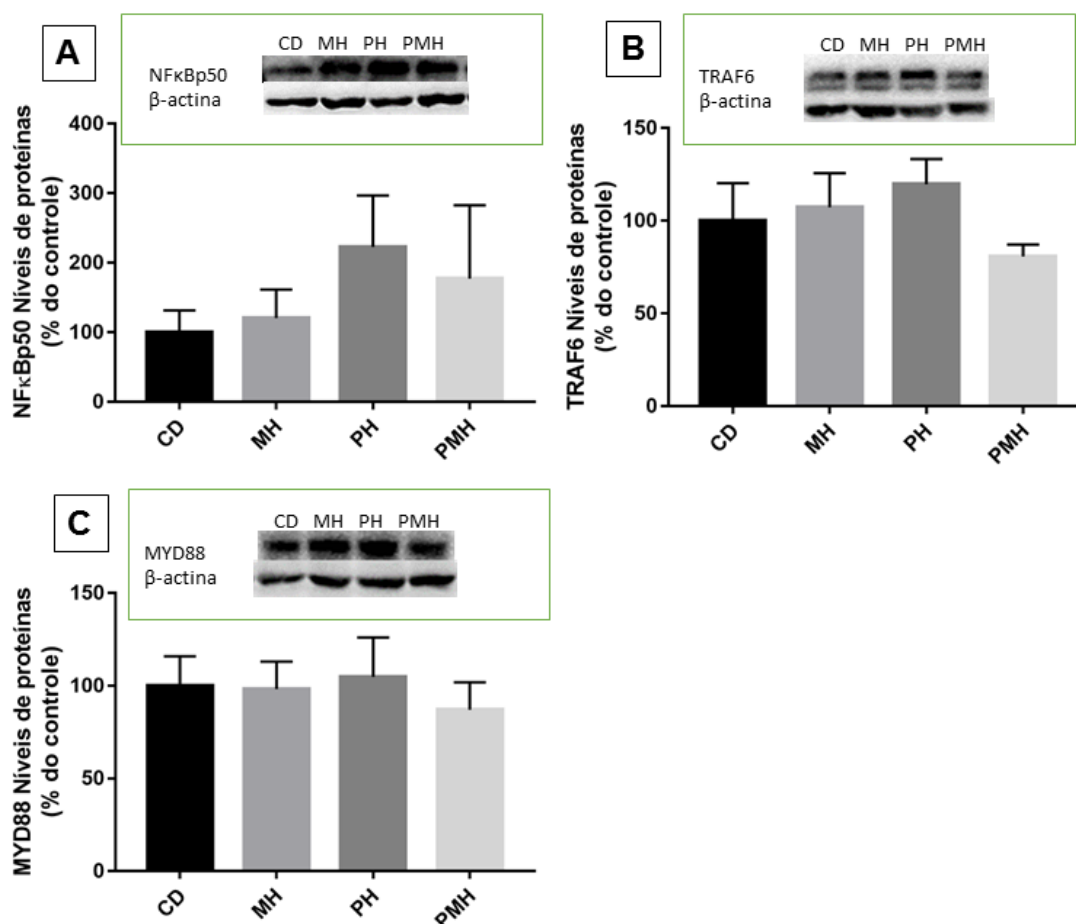 A
CD MH PH PMH
NFκBp50
β-actina
NFκBp50 Níveis de proteínas
(% do controle)
400
300
200
100
0
CD
MH
PH
PMH
B
CD MH PH PMH
TRAF6
β-actina
TRAF6 Níveis de proteínas
(% do controle)
150
100
50
0
CD
MH
PH
PMH
C
CD MH PH PMH
MYD88
β-actina
MYD88 Níveis de proteínas
(% do controle)
150
100
50
0
CD
MH
PH
PMH